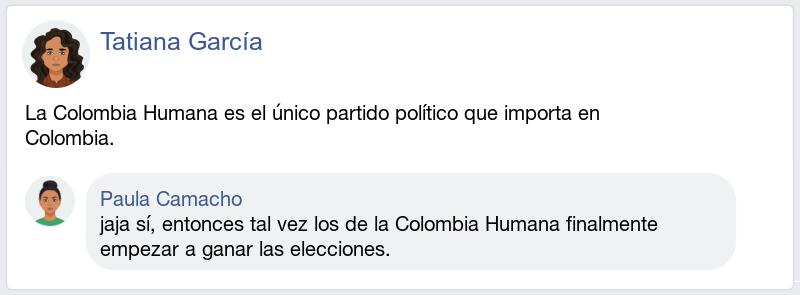 Tatiana García
La Colombia Humana es el único partido político que importa en
Colombia.
Paula Camacho
jaja sí, entonces tal vez los de la Colombia Humana finalmente
empezar a ganar las elecciones.